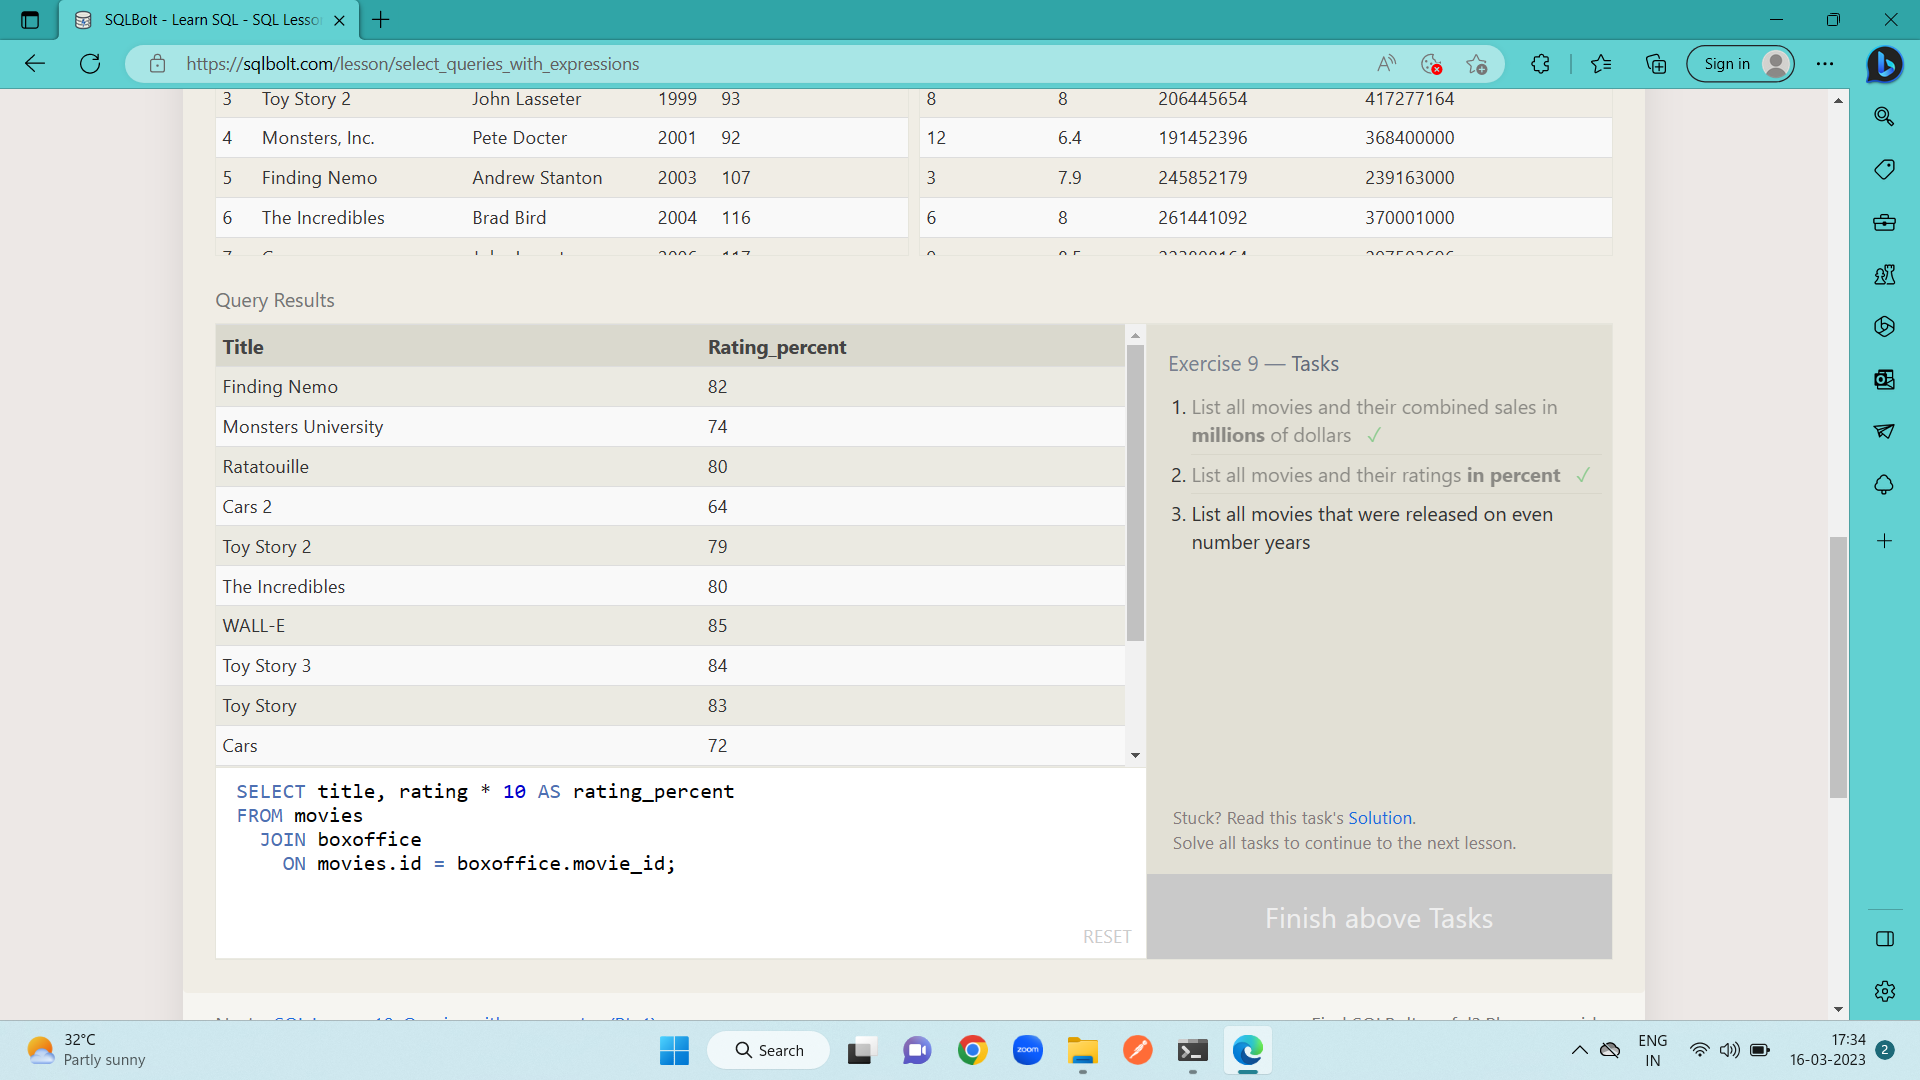 SQLBolt - Learn SQL - SQL Lesso
https://sqlbolt.com/lesson/select_queries_with_expressions
Sign in
3 Toy Story 2 John Lasseter 1999 93 8 8 206445654 417277164
4 Monsters, Inc. Pete Docter 2001 92 12 6.4 191452396 368400000
5 Finding Nemo Andrew Stanton 2003 107 3 7.9 245852179 239163000
6 The Incredibles Brad Bird 2004 116 6 8 261441092 370001000
Query Results
Title Rating_percent
Finding Nemo 82
Monsters University 74
Ratatouille 80
Cars 2 64
Toy Story 2 79
The Incredibles 80
WALL-E 85
Toy Story 3 84
Toy Story 83
Cars 72
Exercise 9 — Tasks
1. List all movies and their combined sales in
millions of dollars ✓
2. List all movies and their ratings in percent ✓
3. List all movies that were released on even
number years
SELECT title, rating * 10 AS rating_percent
FROM movies
JOIN boxoffice
ON movies.id = boxoffice.movie_id;
RESET
Stuck? Read this task's Solution.
Solve all tasks to continue to the next lesson.
Finish above Tasks
32°C
Partly sunny
Search
zoom
ENG
IN
17:34
16-03-2023
2